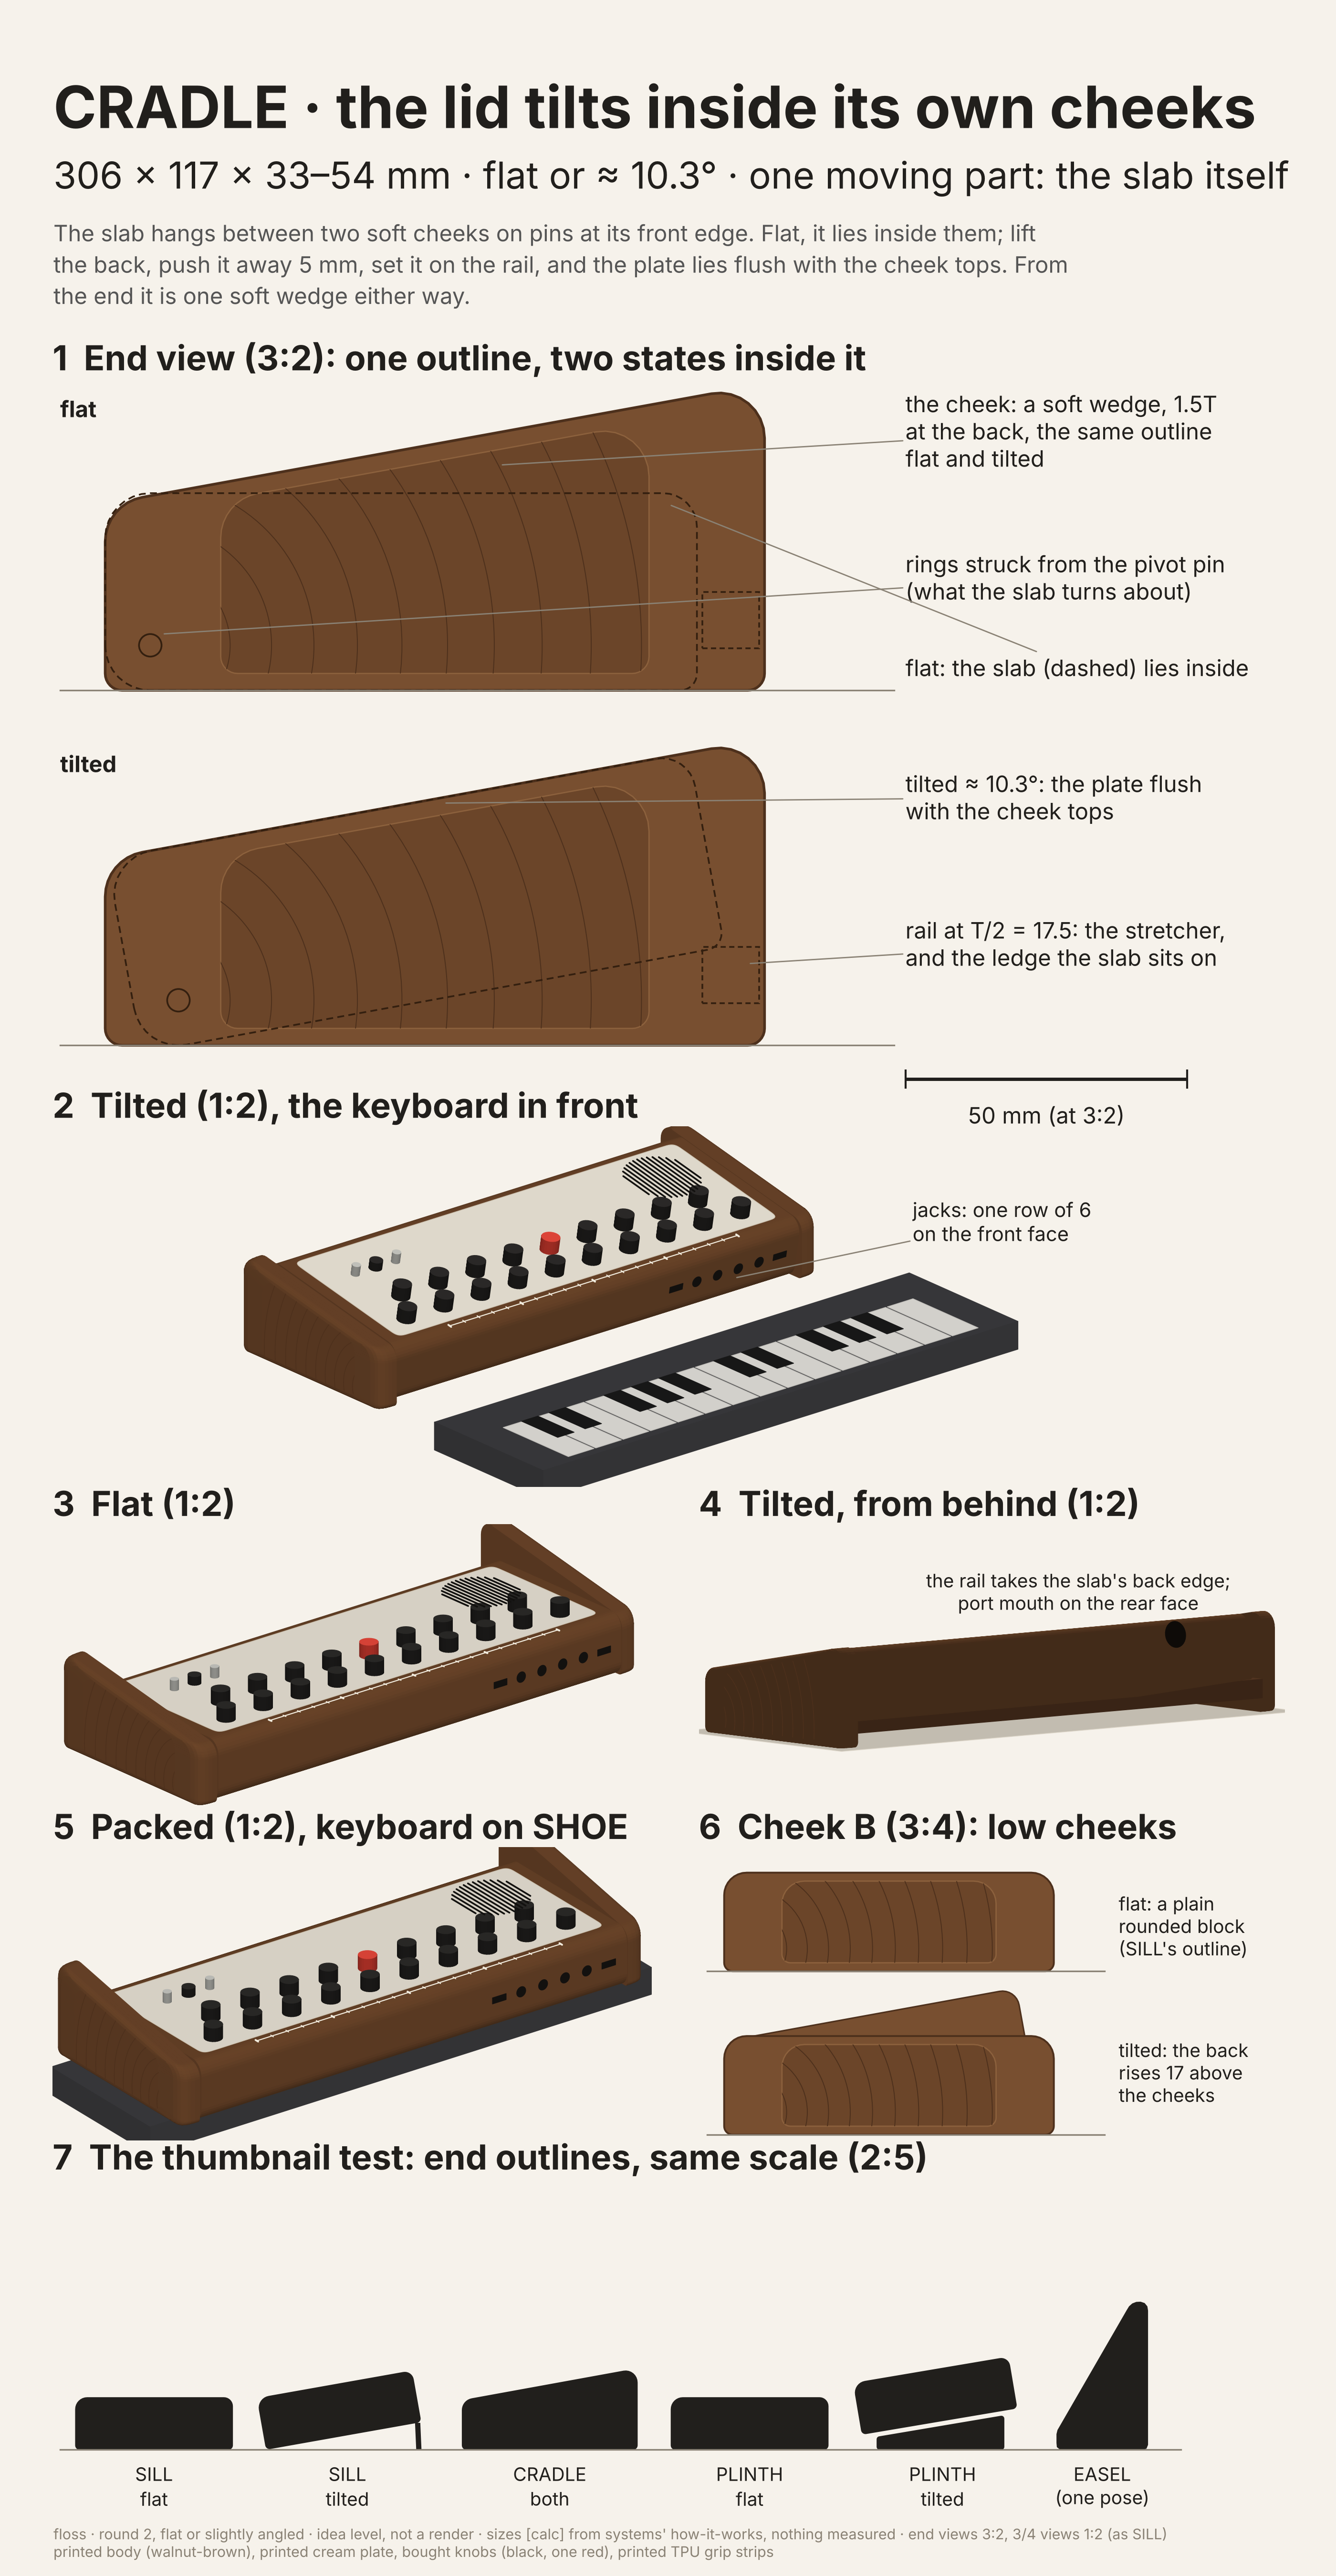 CRADLE · the lid tilts inside its own cheeks
306 × 117 × 33–54 mm · flat or ≈ 10.3° · one moving part: the slab itself
The slab hangs between two soft cheeks on pins at its front edge. Flat, it lies inside them; lift
the back, push it away 5 mm, set it on the rail, and the plate lies flush with the cheek tops. From
the end it is one soft wedge either way.
1 End view (3:2): one outline, two states inside it
flat
the cheek: a soft wedge, 1.5T
at the back, the same outline
flat and tilted
rings struck from the pivot pin
(what the slab turns about)
flat: the slab (dashed) lies inside
tilted
tilted ≈ 10.3°: the plate flush
with the cheek tops
rail at T/2 = 17.5: the stretcher,
and the ledge the slab sits on
50 mm (at 3:2)
2 Tilted (1:2), the keyboard in front
jacks: one row of 6
on the front face
3 Flat (1:2)
4 Tilted, from behind (1:2)
the rail takes the slab's back edge;
port mouth on the rear face
5 Packed (1:2), keyboard on SHOE
6 Cheek B (3:4): low cheeks
flat: a plain
rounded block
(SILL's outline)
tilted: the back
rises 17 above
the cheeks
7 The thumbnail test: end outlines, same scale (2:5)
SILL
flat
SILL
tilted
CRADLE
both
PLINTH
flat
PLINTH
tilted
EASEL
(one pose)
floss · round 2, flat or slightly angled · idea level, not a render · sizes [calc] from systems' how-it-works, nothing measured · end views 3:2, 3/4 views 1:2 (as SILL)
printed body (walnut-brown), printed cream plate, bought knobs (black, one red), printed TPU grip strips